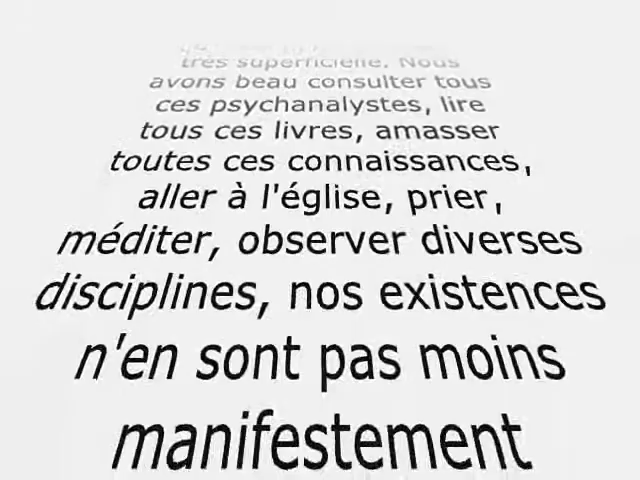 très superficielle. Nous
avons beau consulter tous
ces psychanalystes, lire
tous ces livres, amasser
toutes ces connaissances,
aller à l'église, prier,
méditer, observer diverses
disciplines, nos existences
n'en sont pas moins
manifestement